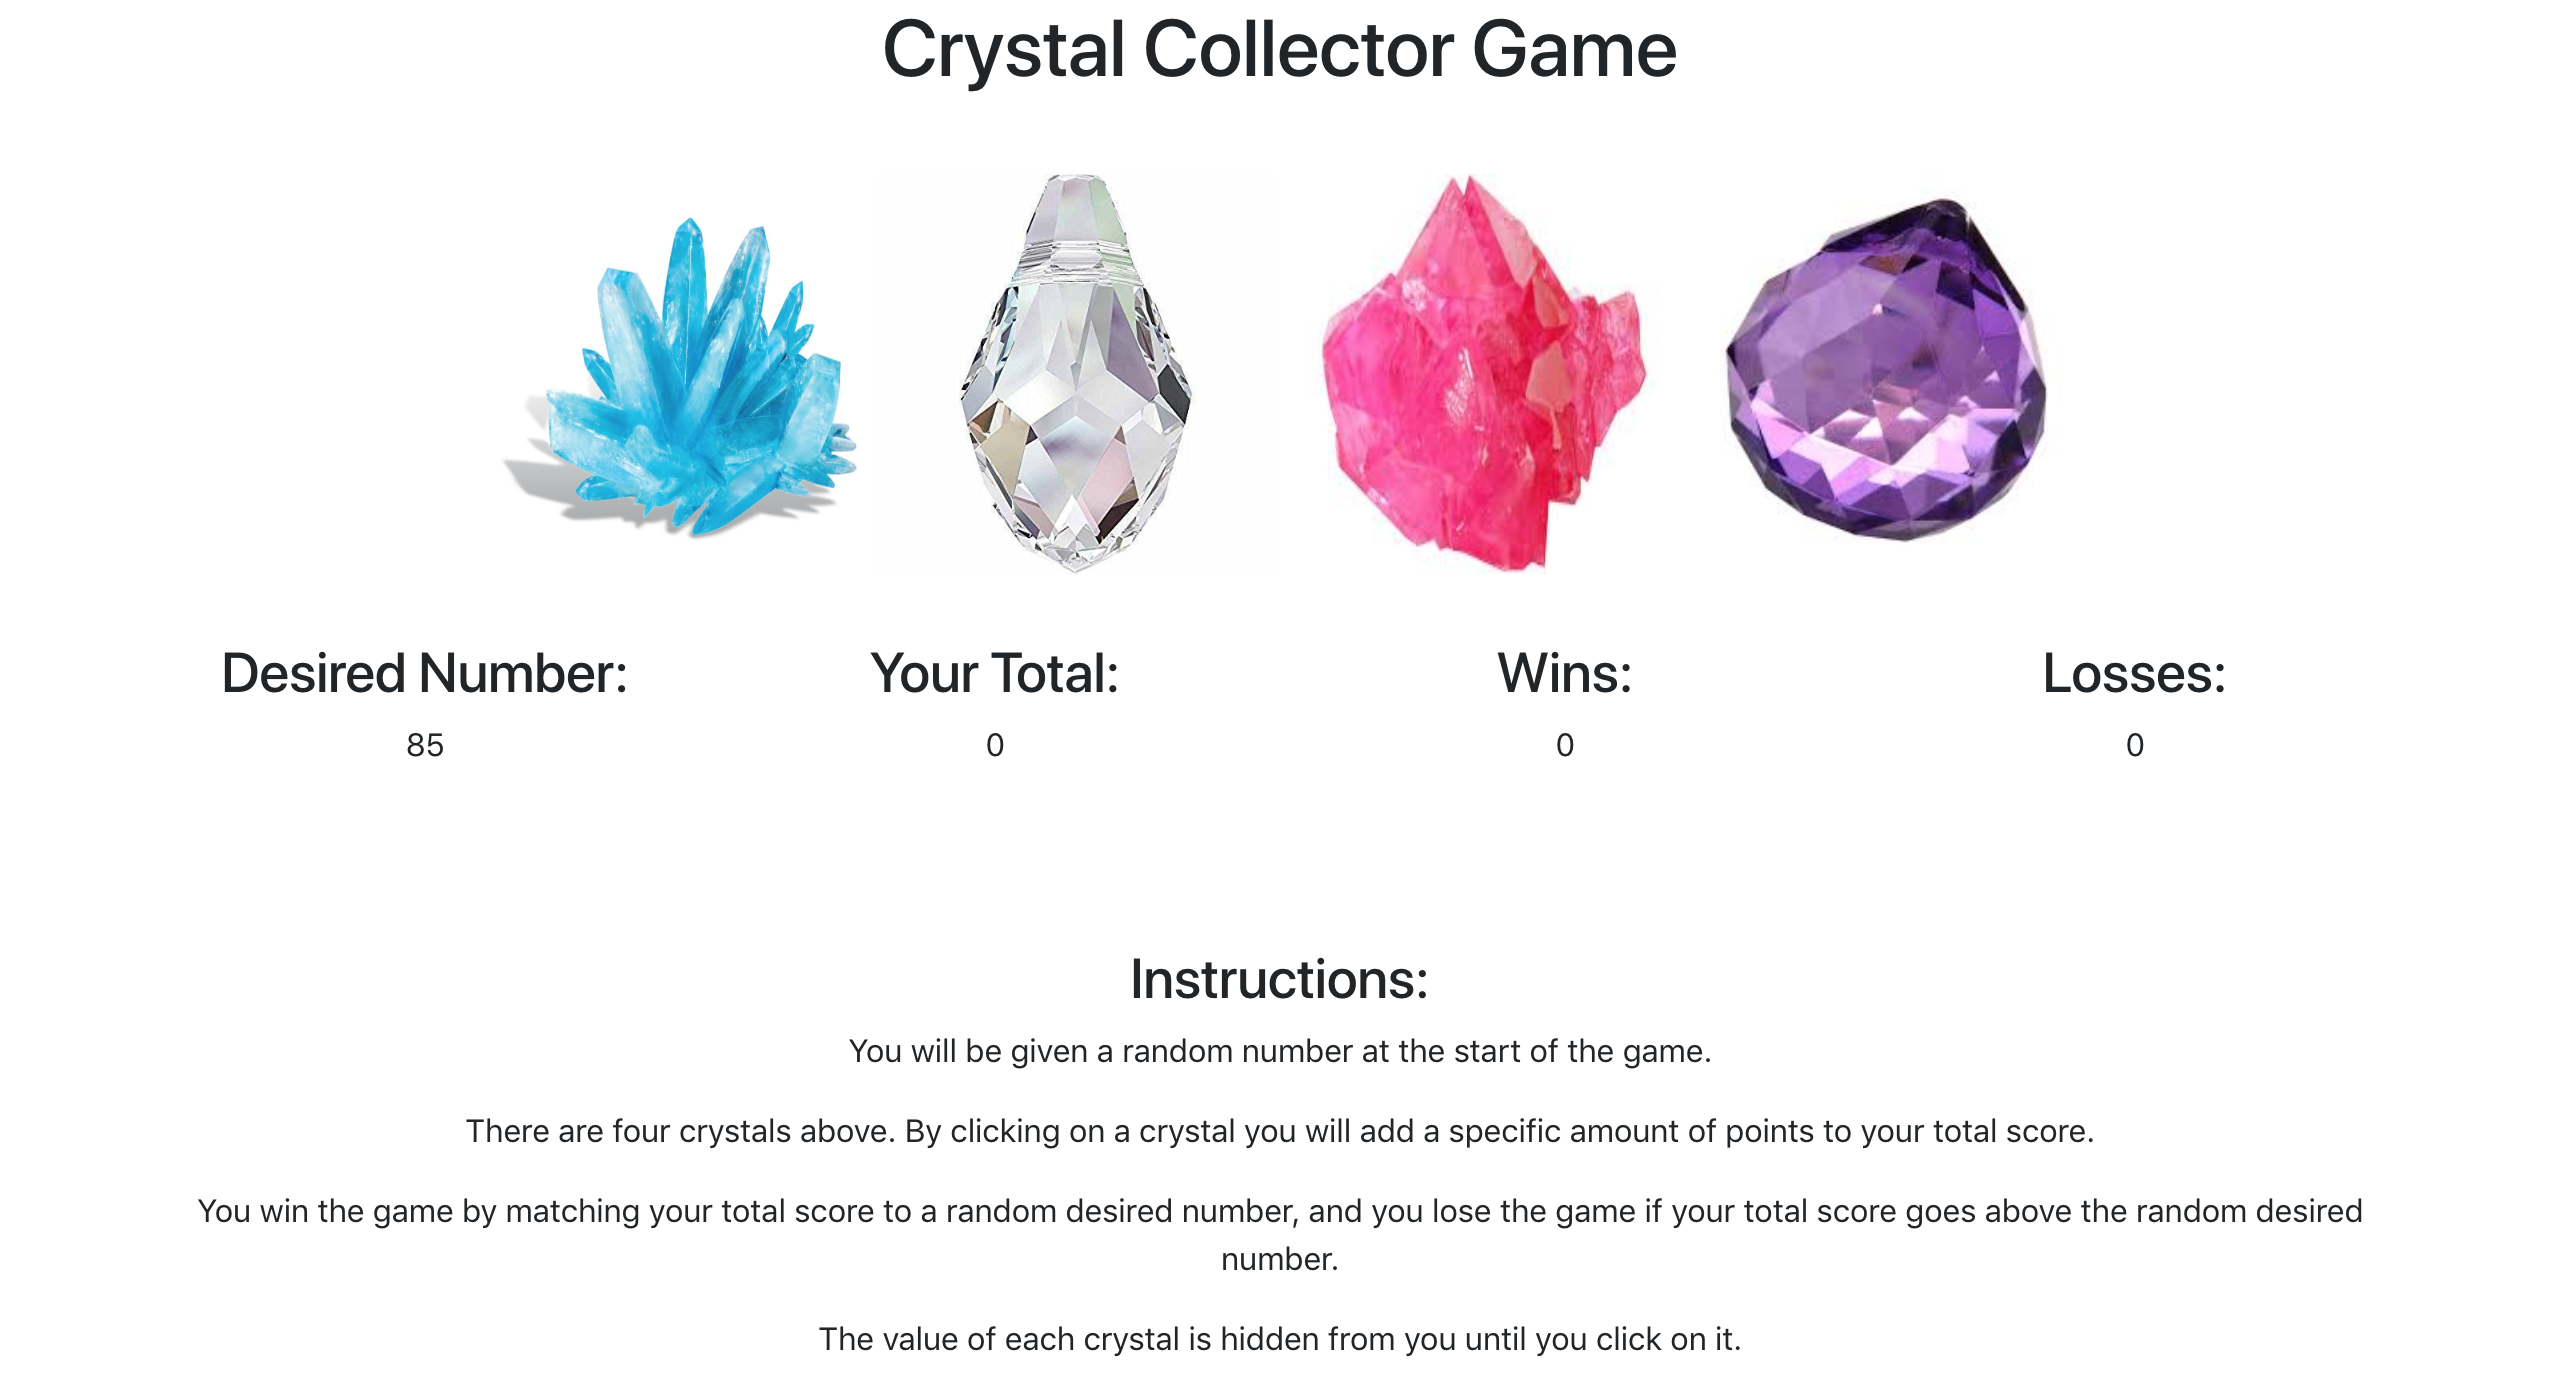 Crystal Collector Game
Desired Number:
85
Your Total:
0
Wins:
0
Losses:
0
Instructions:
You will be given a random number at the start of the game.
There are four crystals above. By clicking on a crystal you will add a specific amount of points to your total score.
You win the game by matching your total score to a random desired number, and you lose the game if your total score goes above the random desired
number.
The value of each crystal is hidden from you until you click on it.